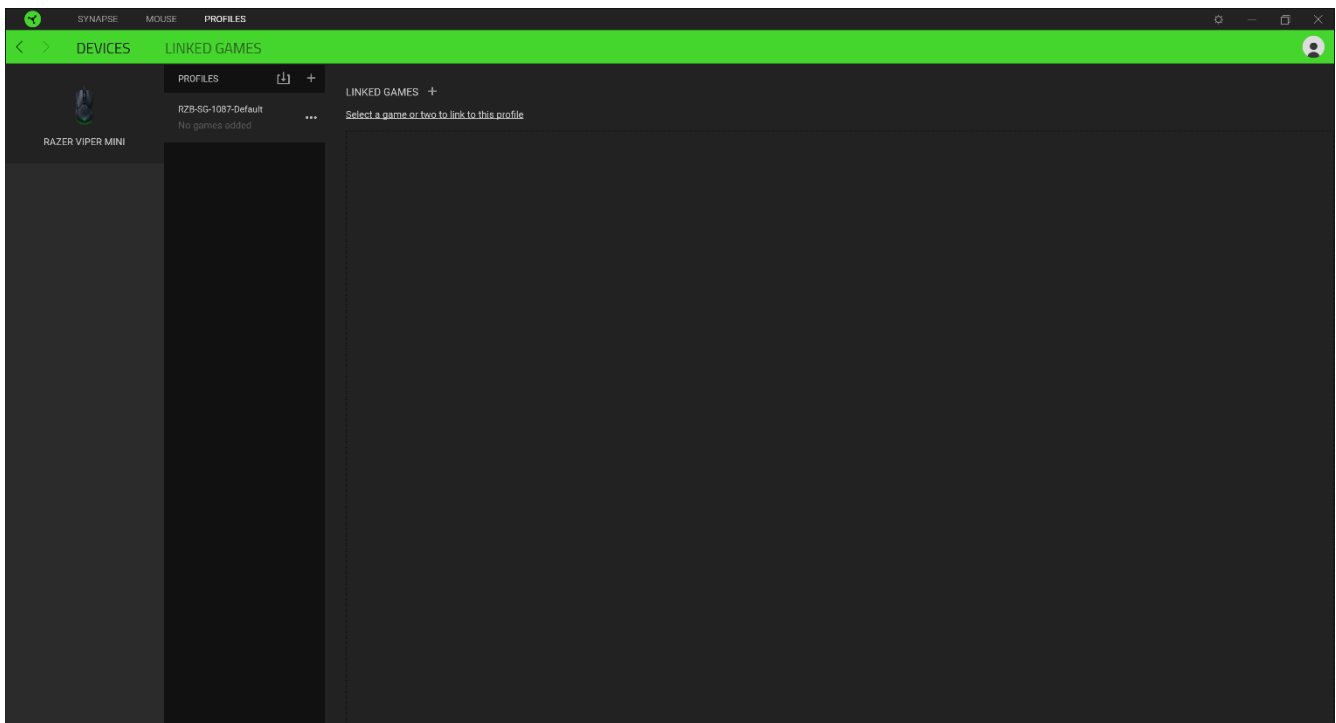 SYNAPSE MOUSE PROFILES
DEVICES LINKED GAMES
PROFILES
RZB-SG-1087-Default
No games added
RAZER VIPER MINI
LINKED GAMES
Select a game or two to link to this profile